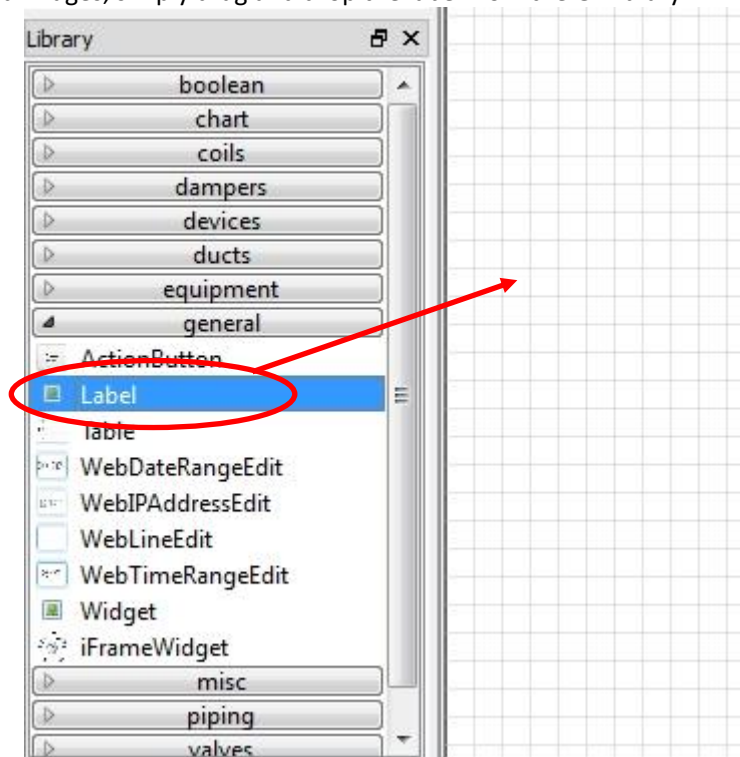 Library
boolean
chart
coils
dampers
devices
ducts
equipment
general
ActionButton
Label
Table
WebDateRangeEdit
WebIPAddressEdit
WebLineEdit
WebTimeRangeEdit
Widget
iFrameWidget
misc
piping
valves